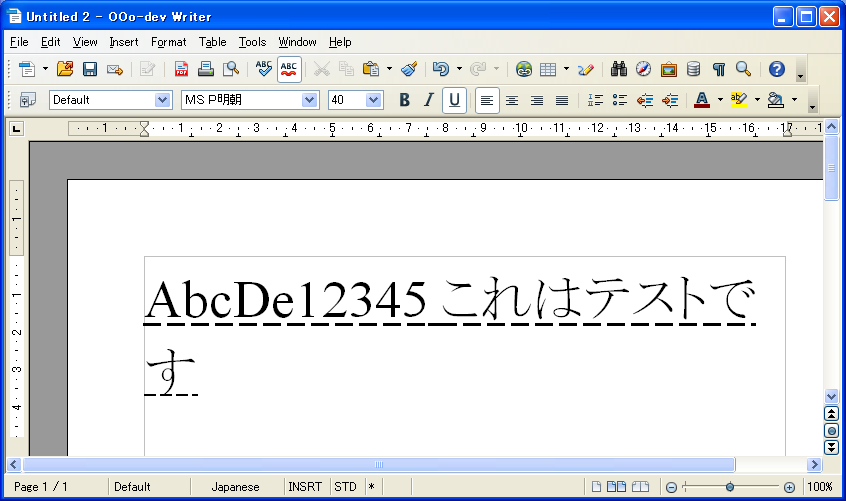 Untitled 2 - OOo-dev Writer
File Edit View Insert Format Table Tools Window Help
Default MS P明朝 40 B I U
1 1 2 3 4 5 6 7 8 9 10 11 12 13 14 15 16 17 1
1
AbcDe12345 これはテストで
す
1
2
3
4
Page 1 / 1 Default Japanese INSRT STD * 100%